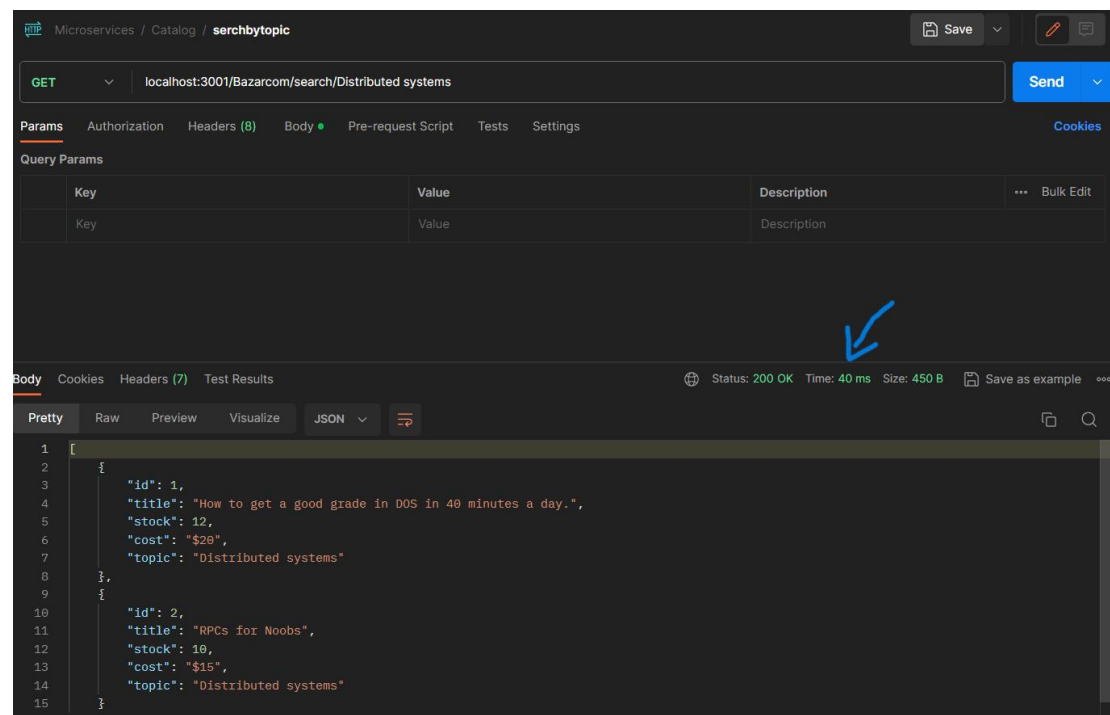 HTTP Microservices / Catalog / serchbytopic Save
GET localhost:3001/Bazarcom/search/Distributed systems Send
Params Authorization Headers (8) Body Pre-request Script Tests Settings Cookies
Query Params
Key Value Description ••• Bulk Edit
Key Value Description
Body Cookies Headers (7) Test Results Status: 200 OK Time: 40 ms Size: 450 B Save as example
Pretty Raw Preview Visualize JSON
1 [
2 {
3 "id": 1,
4 "title": "How to get a good grade in DOS in 40 minutes a day.",
5 "stock": 12,
6 "cost": "$20",
7 "topic": "Distributed systems"
8 },
9 {
10 "id": 2,
11 "title": "RPCs for Noobs",
12 "stock": 10,
13 "cost": "$15",
14 "topic": "Distributed systems"
15 }